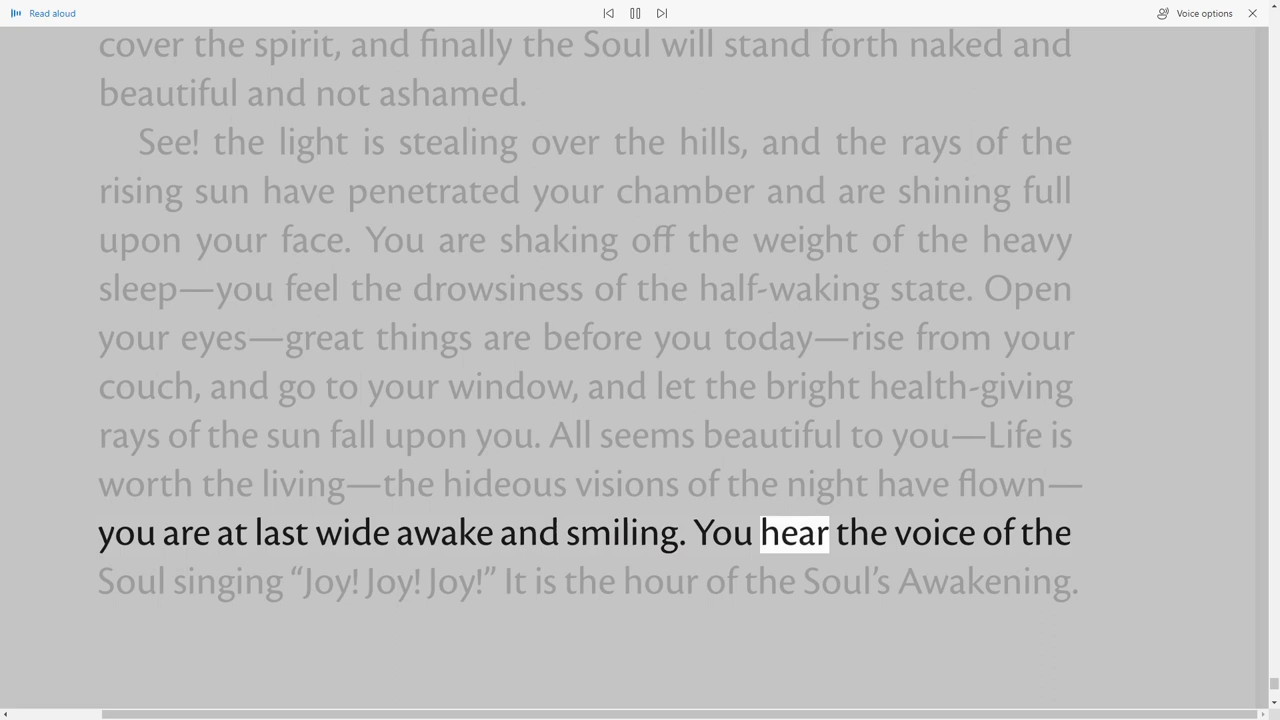 Read aloud
Voice options
cover the spirit, and finally the Soul will stand forth naked and
beautiful and not ashamed.
See! the light is stealing over the hills, and the rays of the
rising sun have penetrated your chamber and are shining full
upon your face. You are shaking off the weight of the heavy
sleep—you feel the drowsiness of the half-waking state. Open
your eyes—great things are before you today—rise from your
couch, and go to your window, and let the bright health-giving
rays of the sun fall upon you. All seems beautiful to you—Life is
worth the living—the hideous visions of the night have flown—
you are at last wide awake and smiling. You hear the voice of the
Soul singing “Joy! Joy! Joy!” It is the hour of the Soul’s Awakening.